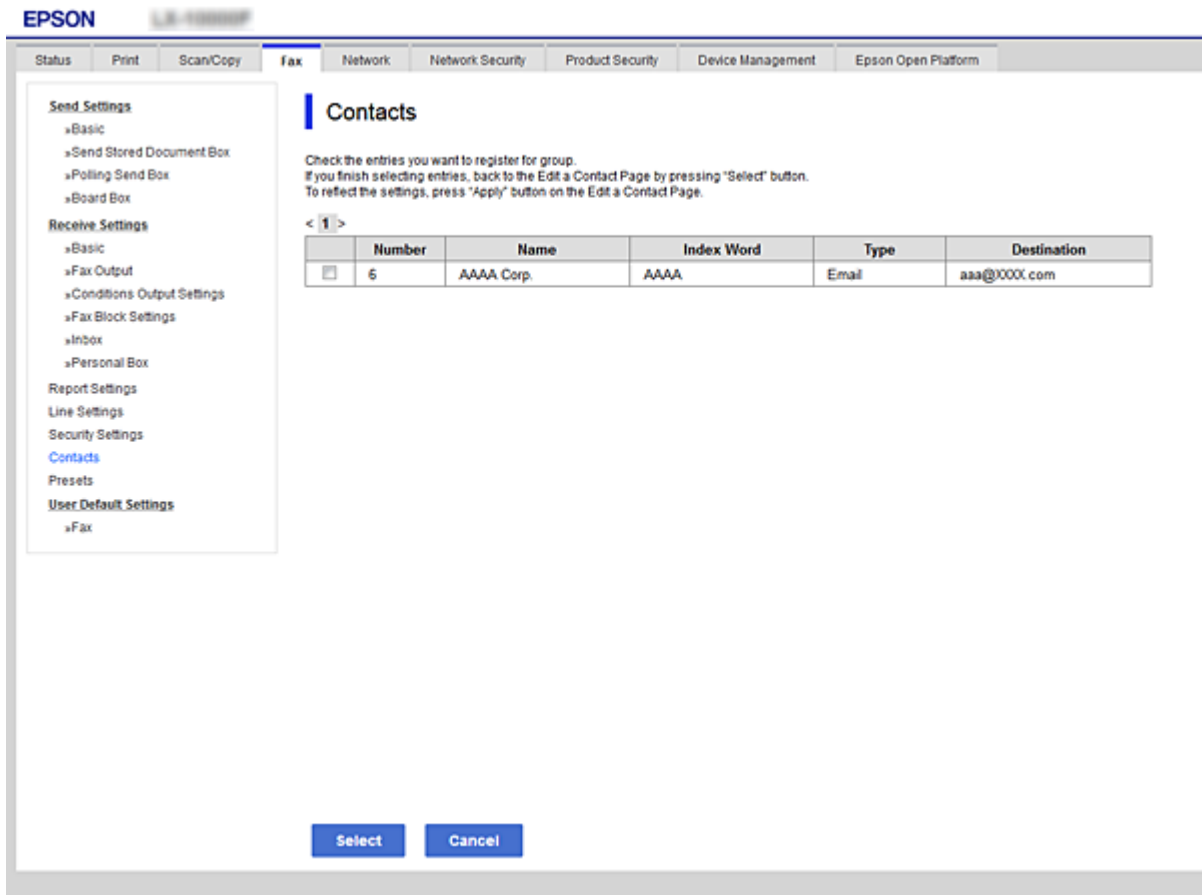 EPSON
Status Print Scan/Copy Fax Network Network Security Product Security Device Management Epson Open Platform
Send Settings
»Basic
»Send Stored Document Box
»Polling Send Box
»Board Box
Receive Settings
»Basic
»Fax Output
»Conditions Output Settings
»Fax Block Settings
»Inbox
»Personal Box
Report Settings
Line Settings
Security Settings
Contacts
Presets
User Default Settings
»Fax
Contacts
Check the entries you want to register for group.
If you finish selecting entries, back to the Edit a Contact Page by pressing "Select" button.
To reflect the settings, press "Apply" button on the Edit a Contact Page.
< 1 >
Number Name Index Word Type Destination
6 AAAA Corp. AAAA Email aaa@XXXX.com
Select Cancel